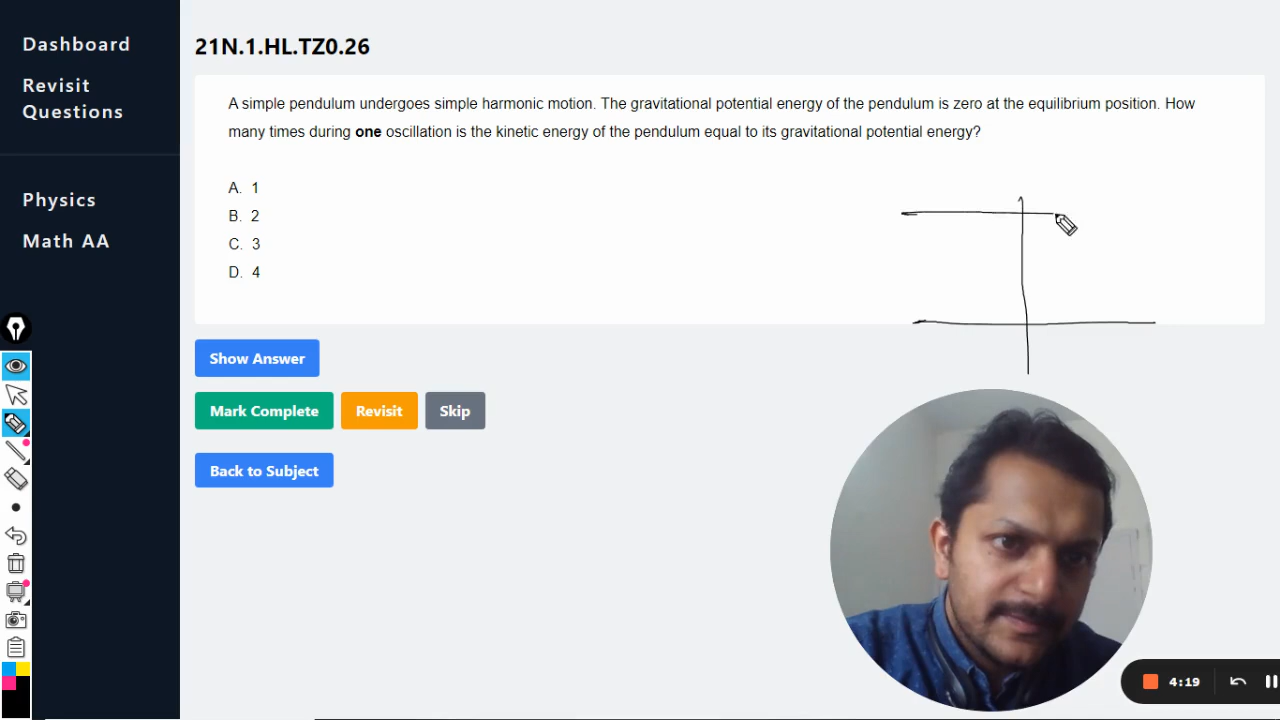 Dashboard
Revisit
Questions
Physics
Math AA
21N.1.HL.TZ0.26
A simple pendulum undergoes simple harmonic motion. The gravitational potential energy of the pendulum is zero at the equilibrium position. How
many times during one oscillation is the kinetic energy of the pendulum equal to its gravitational potential energy?
A. 1
B. 2
C. 3
D. 4
Show Answer
Mark Complete
Revisit
Skip
Back to Subject
4:19